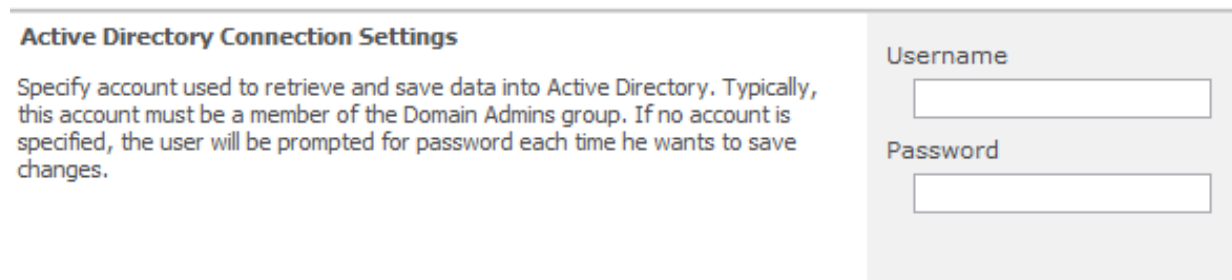 Active Directory Connection Settings
Specify account used to retrieve and save data into Active Directory. Typically,
this account must be a member of the Domain Admins group. If no account is
specified, the user will be prompted for password each time he wants to save
changes.
Username
Password